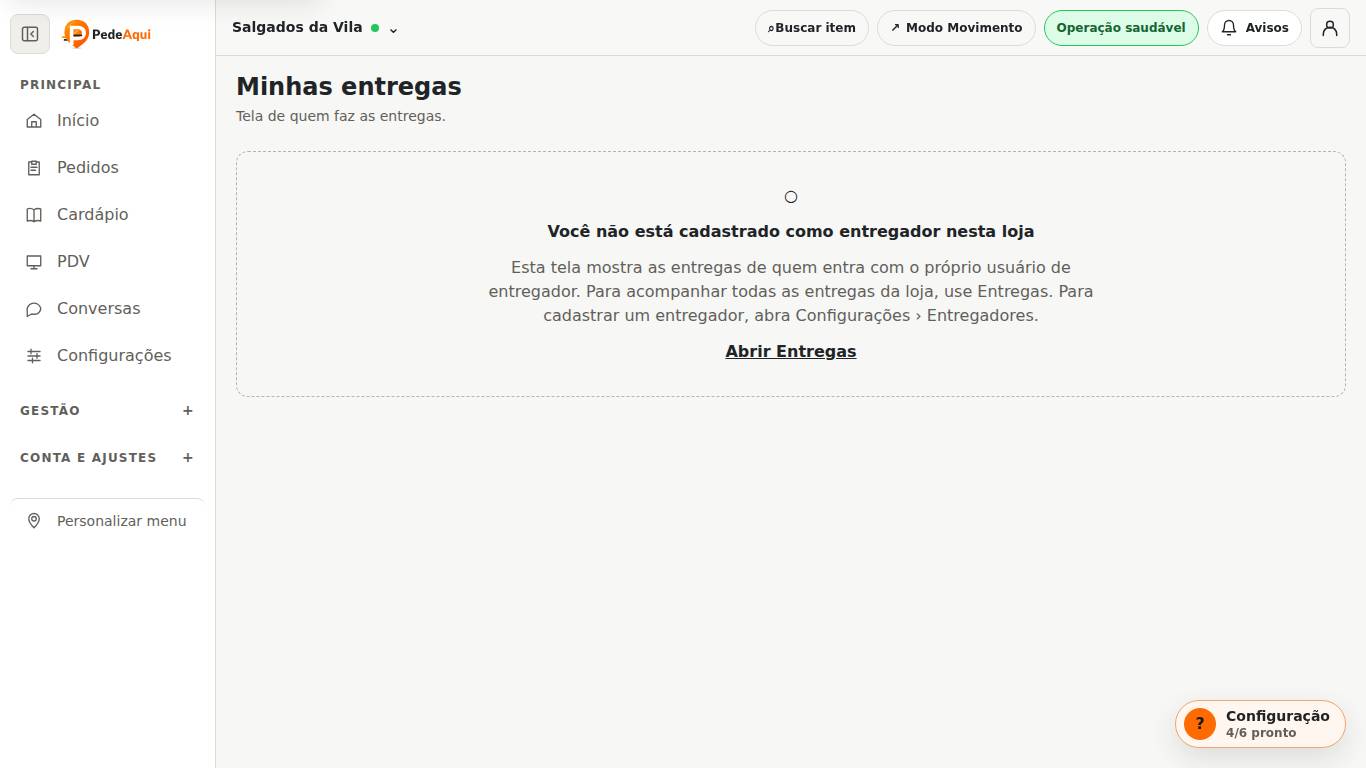 PedeAqui
PRINCIPAL
Início
Pedidos
Cardápio
PDV
Conversas
Configurações
GESTÃO +
CONTA E AJUSTES +
Personalizar menu
Salgados da Vila
Buscar item
↗ Modo Movimento
Operação saudável
Avisos
Minhas entregas
Tela de quem faz as entregas.
Você não está cadastrado como entregador nesta loja
Esta tela mostra as entregas de quem entra com o próprio usuário de
entregador. Para acompanhar todas as entregas da loja, use Entregas. Para
cadastrar um entregador, abra Configurações › Entregadores.
Abrir Entregas
?
Configuração
4/6 pronto